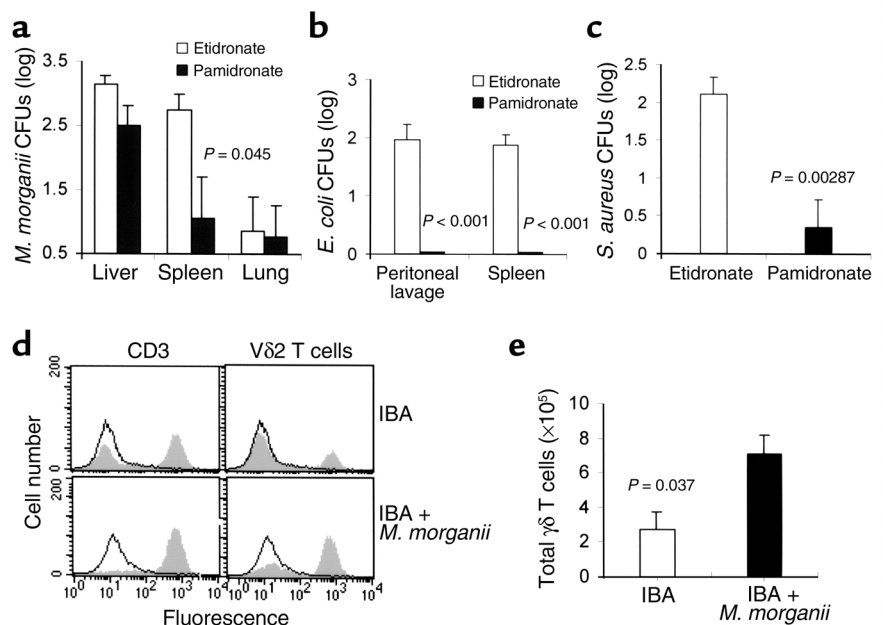 a
M. morganii CFUs (log)
3.5
2.5
1.5
0.5
Etidronate
Pamidronate
P = 0.045
Liver Spleen Lung
b
E. coli CFUs (log)
3
2
1
0
Etidronate
Pamidronate
P < 0.001 P < 0.001
Peritoneal Spleen
lavage
c
S. aureus CFUs (log)
2.5
2
1.5
1
0.5
0
P = 0.00287
Etidronate Pamidronate
d
CD3 Vδ2 T cells
Cell number
200
0
IBA
200
0
IBA +
M. morganii
10⁰ 10¹ 10² 10³ 10⁴ 10⁰ 10¹ 10² 10³ 10⁴
Fluorescence
e
Total γδ T cells (×10⁵)
10
8
6
4
2
0
P = 0.037
IBA IBA +
M. morganii